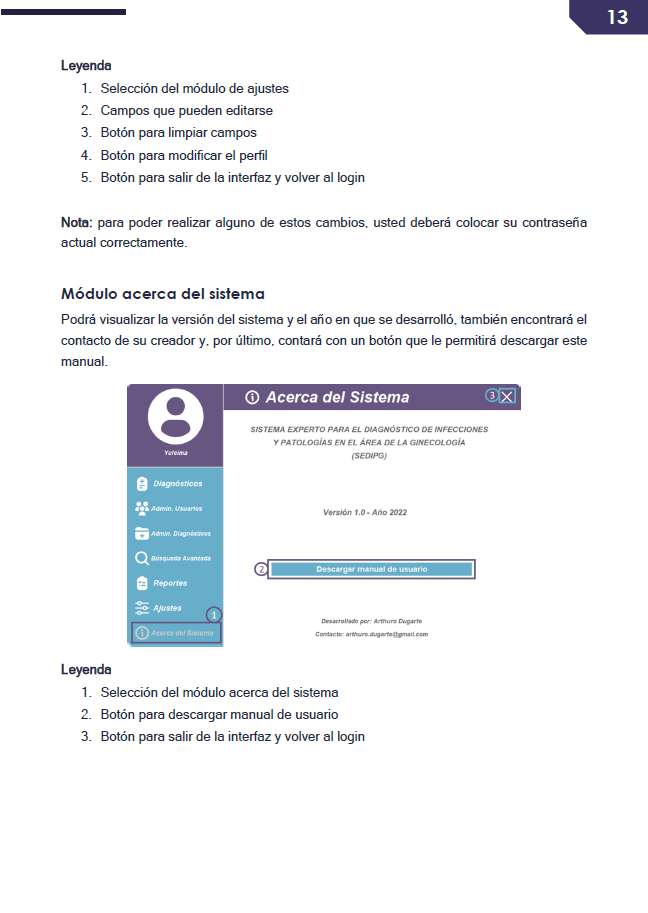 13
Leyenda
1. Selección del módulo de ajustes
2. Campos que pueden editarse
3. Botón para limpiar campos
4. Botón para modificar el perfil
5. Botón para salir de la interfaz y volver al login
Nota: para poder realizar alguno de estos cambios, usted deberá colocar su contraseña
actual correctamente.
Módulo acerca del sistema
Podrá visualizar la versión del sistema y el año en que se desarrolló, también encontrará el
contacto de su creador y, por último, contará con un botón que le permitirá descargar este
manual.
Acerca del Sistema
3
Yuleima
SISTEMA EXPERTO PARA EL DIAGNÓSTICO DE INFECCIONES
Y PATOLOGÍAS EN EL ÁREA DE LA GINECOLOGÍA
(SEDIPG)
Diagnósticos
Admin. Usuarios
Admin. Diagnósticos
Búsqueda Avanzada
Reportes
Ajustes
1
Acerca del Sistema
Versión 1.0 - Año 2022
2
Descargar manual de usuario
Desarrollado por: Arthuro Dugarte
Contacto: arthuro.dugarte@gmail.com
Leyenda
1. Selección del módulo acerca del sistema
2. Botón para descargar manual de usuario
3. Botón para salir de la interfaz y volver al login